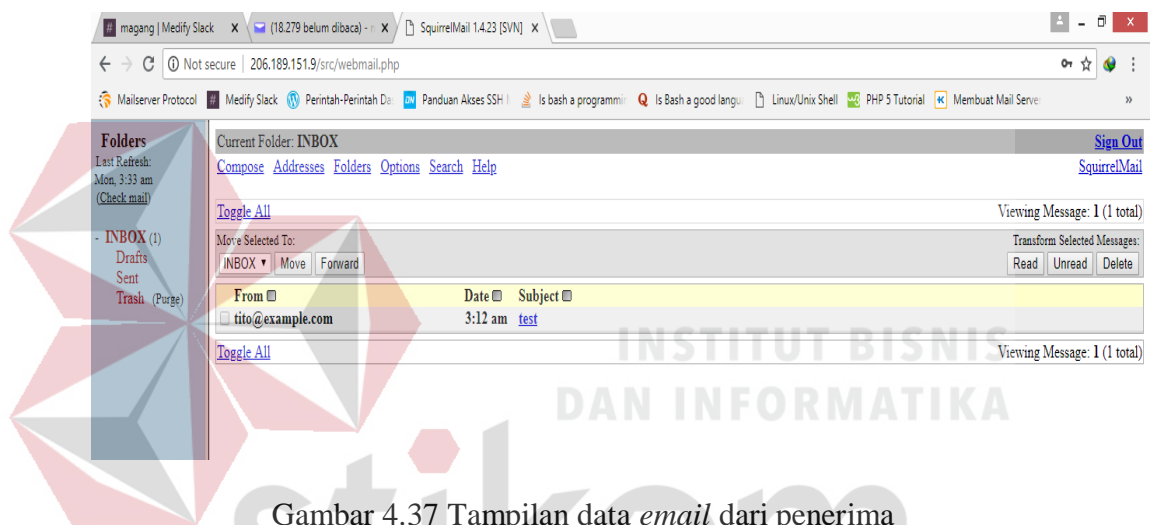 magang | Medify Slack
(18.279 belum dibaca) -
SquirrelMail 1.4.23 [SVN]
Not secure | 206.189.151.9/src/webmail.php
Mailserver Protocol
Medify Slack
Perintah-Perintah Da
Panduan Akses SSH
Is bash a programmin
Is Bash a good langu
Linux/Unix Shell
PHP 5 Tutorial
Membuat Mail Server
»
Folders
Last Refresh:
Mon, 3:33 am
(Check mail)
- INBOX (1)
Drafts
Sent
Trash (Purge)
Current Folder: INBOX
Sign Out
Compose Addresses Folders Options Search Help
SquirrelMail
Toggle All
Viewing Message: 1 (1 total)
Move Selected To:
Transform Selected Messages:
INBOX Move Forward
Read Unread Delete
From Date Subject
tito@example.com 3:12 am test
Toggle All
Viewing Message: 1 (1 total)
INSTITUT BISNIS
DAN INFORMATIKA
stikom
Gambar 4.37 Tampilan data email dari penerima